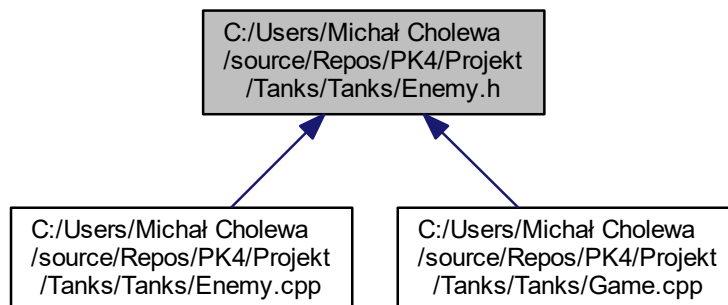 C:/Users/Michał Cholewa
/source/Repos/PK4/Projekt
/Tanks/Tanks/Enemy.h
C:/Users/Michał Cholewa
/source/Repos/PK4/Projekt
/Tanks/Tanks/Enemy.cpp
C:/Users/Michał Cholewa
/source/Repos/PK4/Projekt
/Tanks/Tanks/Game.cpp